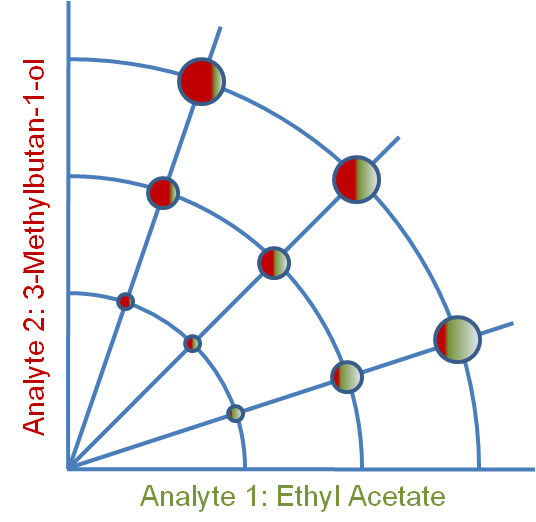 Analyte 2: 3-Methylbutan-1-ol
Analyte 1: Ethyl Acetate